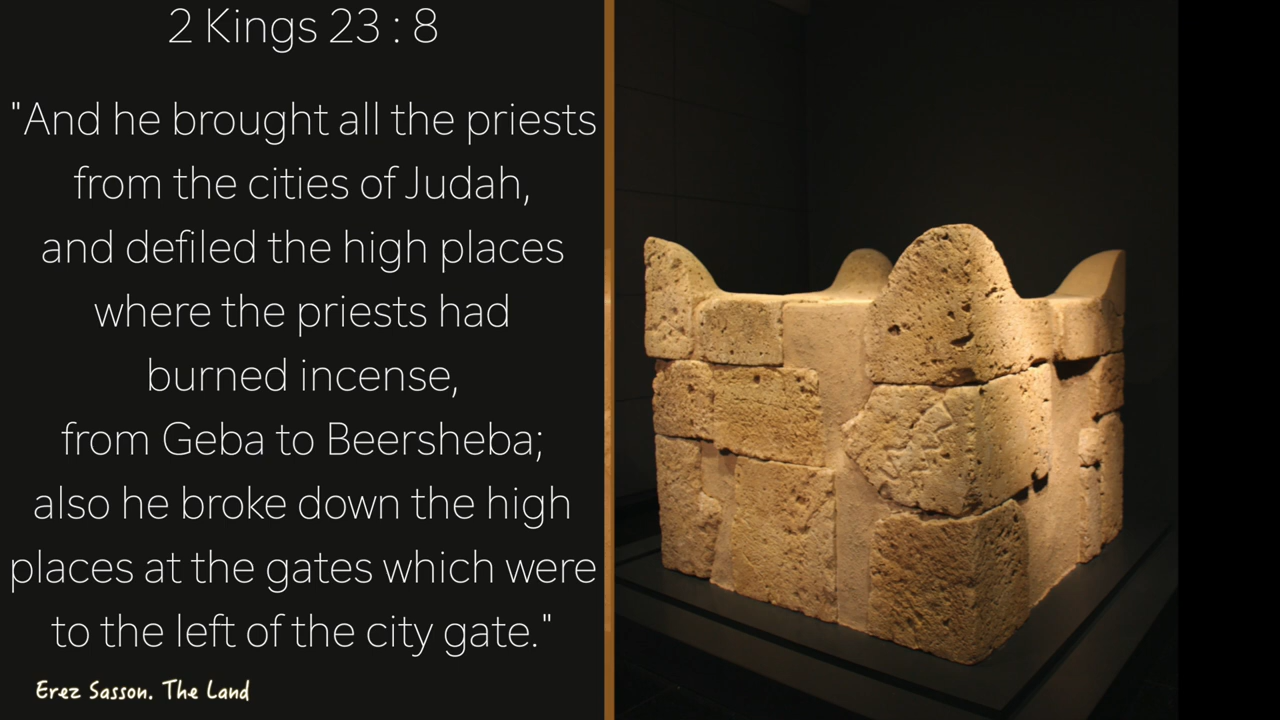 2 Kings 23 : 8
"And he brought all the priests
from the cities of Judah,
and defiled the high places
where the priests had
burned incense,
from Geba to Beersheba;
also he broke down the high
places at the gates which were
to the left of the city gate."
Erez Sasson. The Land